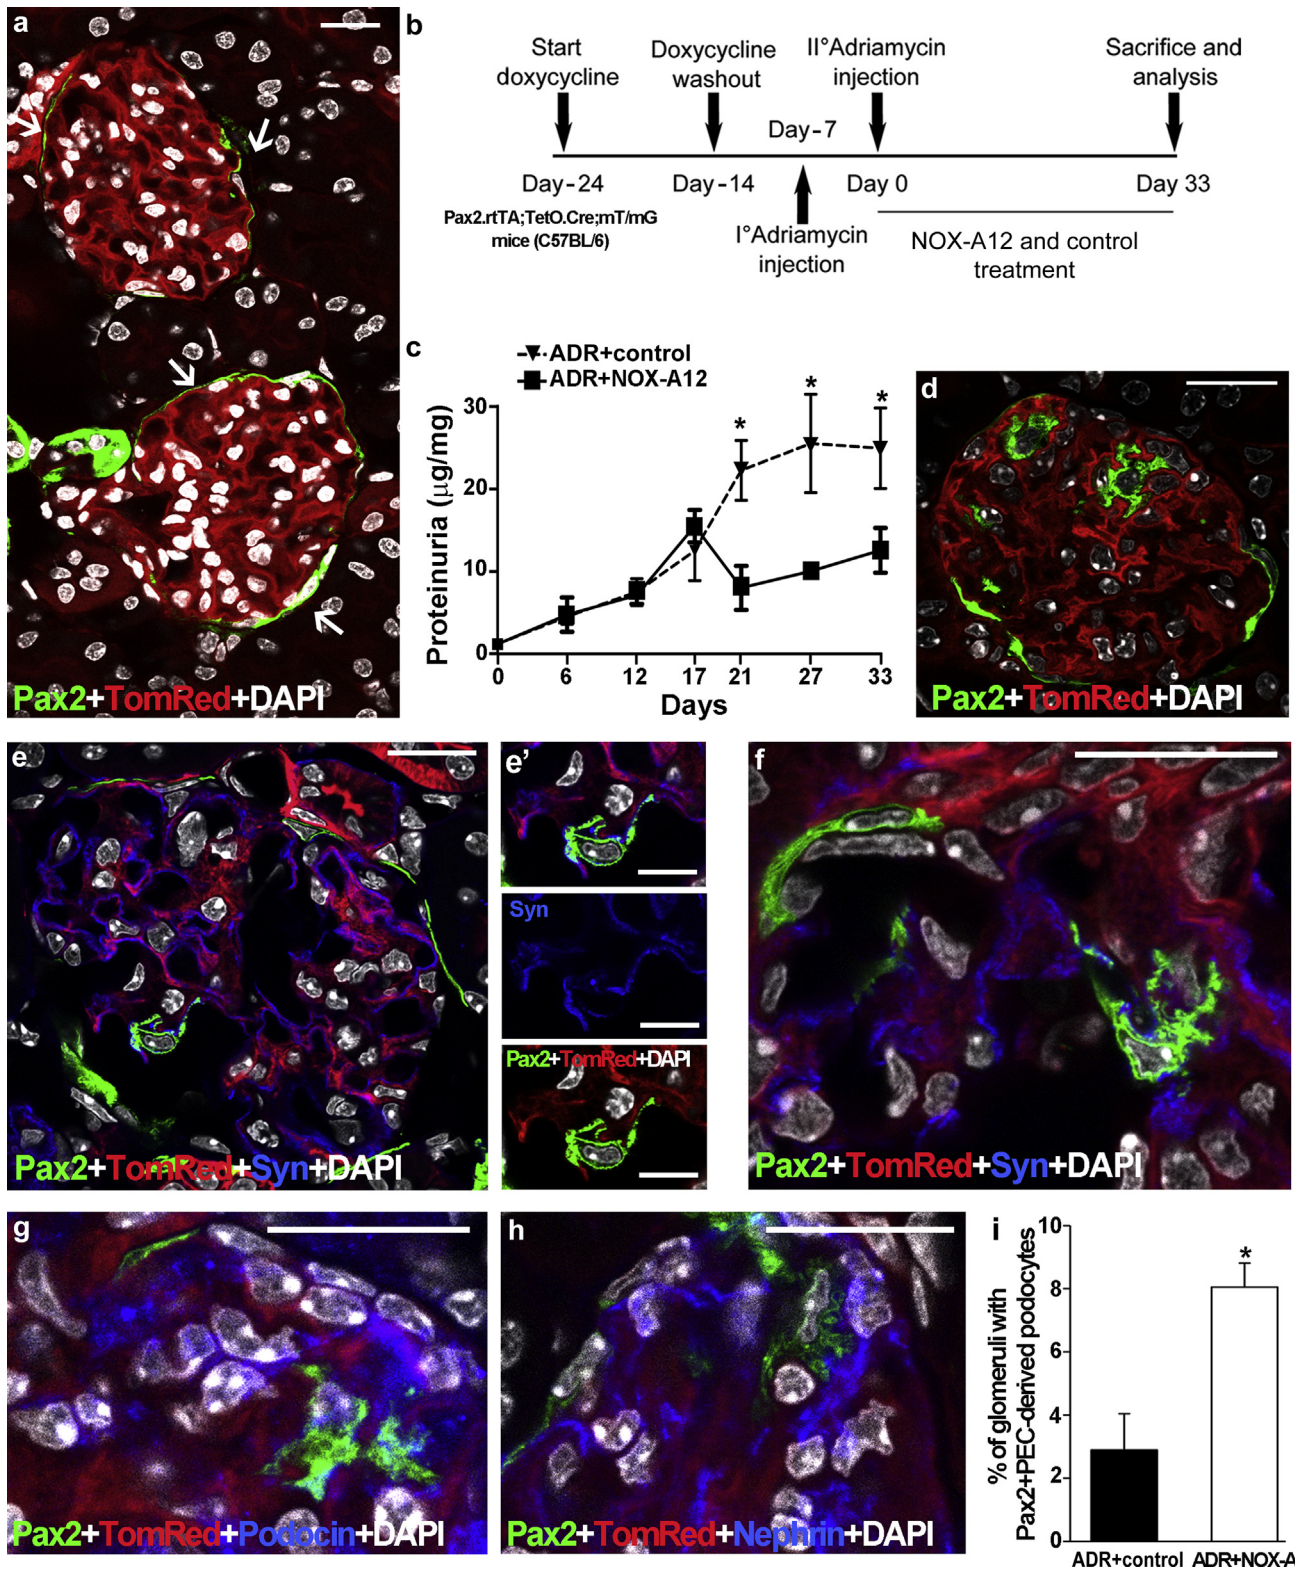 a
Pax2+TomRed+DAPI
b
Start
doxycycline
Doxycycline
washout
II°Adriamycin
injection
Sacrifice and
analysis
Day-7
Day-24
Day-14
Day 0
Day 33
Pax2.rtTA;TetO.Cre;mT/mG
mice (C57BL/6)
I°Adriamycin
injection
NOX-A12 and control
treatment
c
ADR+control
ADR+NOX-A12
Proteinuria (µg/mg)
30
20
10
0
* * *
0 6 12 17 21 27 33
Days
d
Pax2+TomRed+DAPI
e
Pax2+TomRed+Syn+DAPI
e’
Syn
Pax2+TomRed+DAPI
f
Pax2+TomRed+Syn+DAPI
g
Pax2+TomRed+Podocin+DAPI
h
Pax2+TomRed+Nephrin+DAPI
i
% of glomeruli with
Pax2+PEC-derived podocytes
10
8
6
4
2
0
*
ADR+control ADR+NOX-A